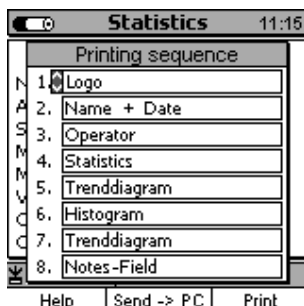 Statistics 11:15
Printing sequence
1. Logo
2. Name + Date
3. Operator
4. Statistics
5. Trenddiagram
6. Histogram
7. Trenddiagram
8. Notes-Field
N
A
S
M
M
V
C
C
Help Send -> PC Print